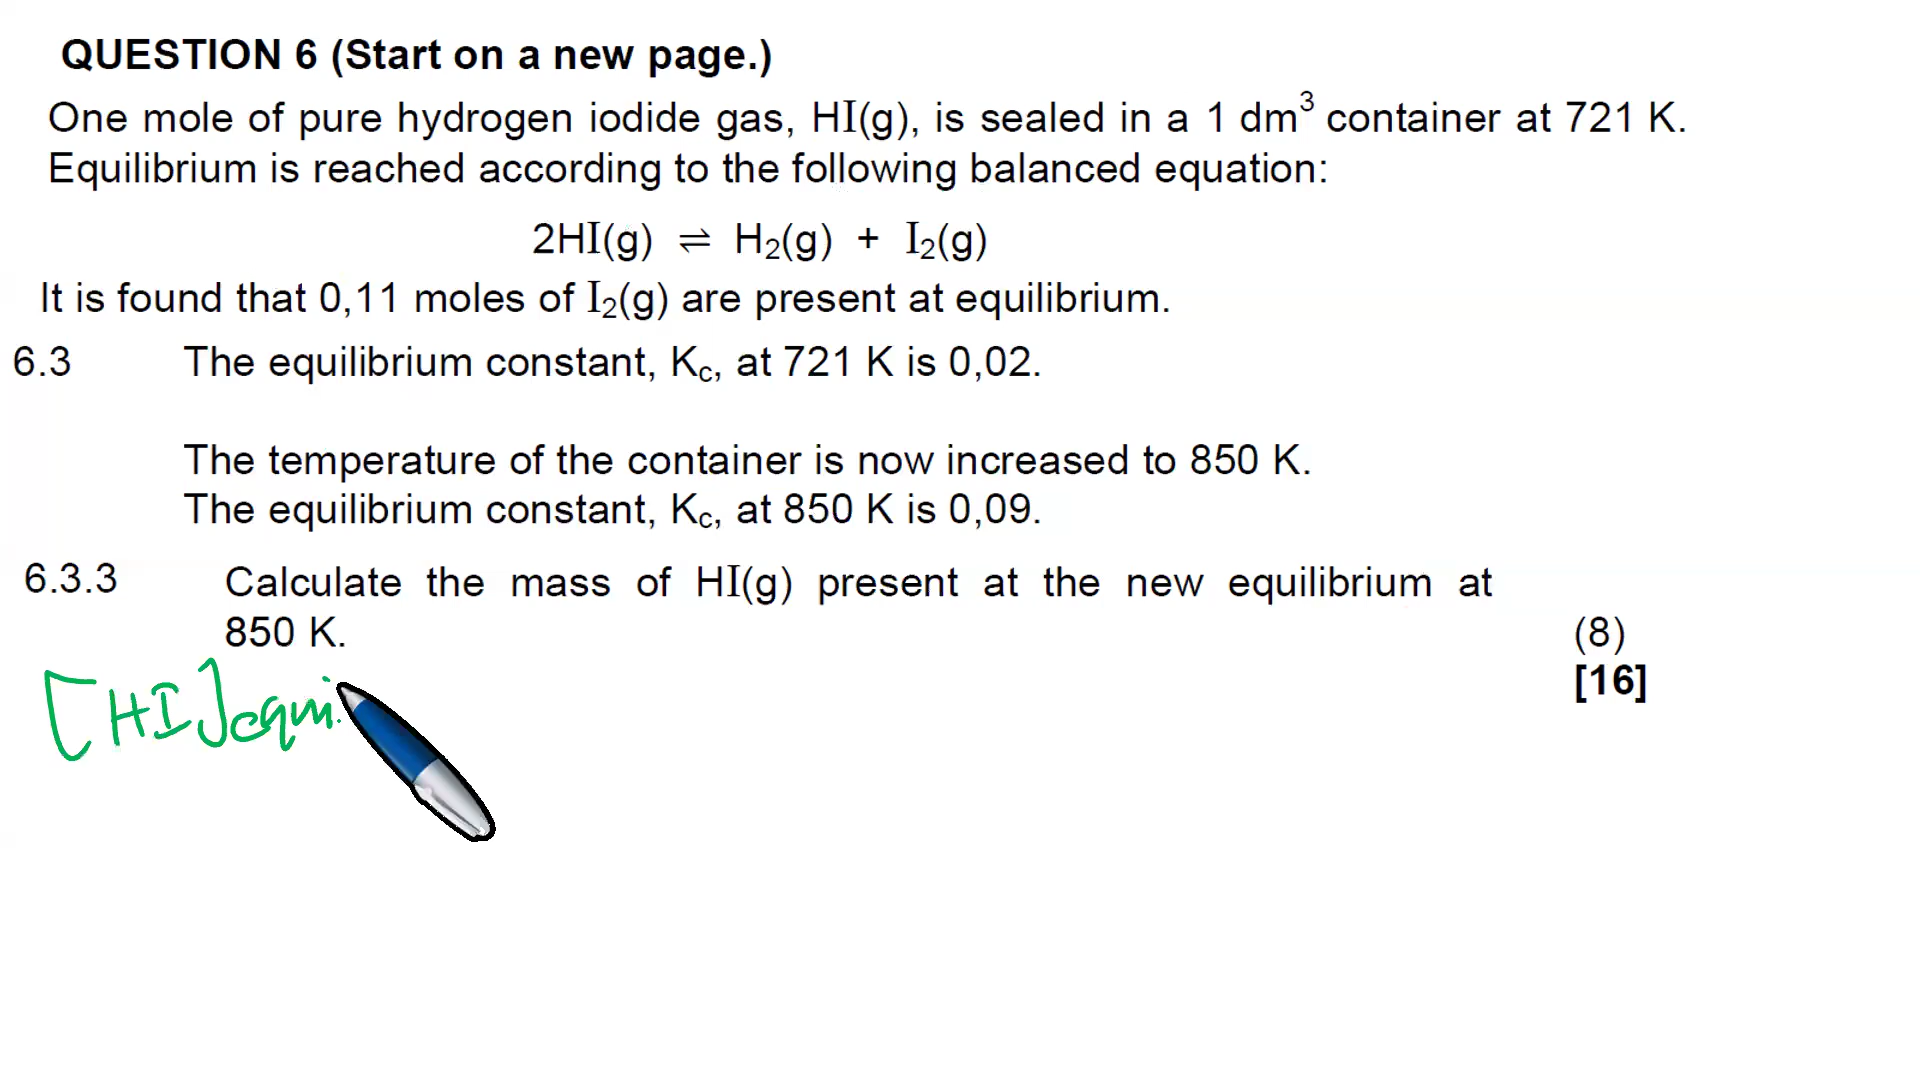 QUESTION 6 (Start on a new page.)
One mole of pure hydrogen iodide gas, HI(g), is sealed in a 1 dm³ container at 721 K.
Equilibrium is reached according to the following balanced equation:
2HI(g) ⇌ H₂(g) + I₂(g)
It is found that 0,11 moles of I₂(g) are present at equilibrium.
6.3 The equilibrium constant, Kc, at 721 K is 0,02.
The temperature of the container is now increased to 850 K.
The equilibrium constant, Kc, at 850 K is 0,09.
6.3.3 Calculate the mass of HI(g) present at the new equilibrium at
850 K. (8)
[16]
[HI]equi